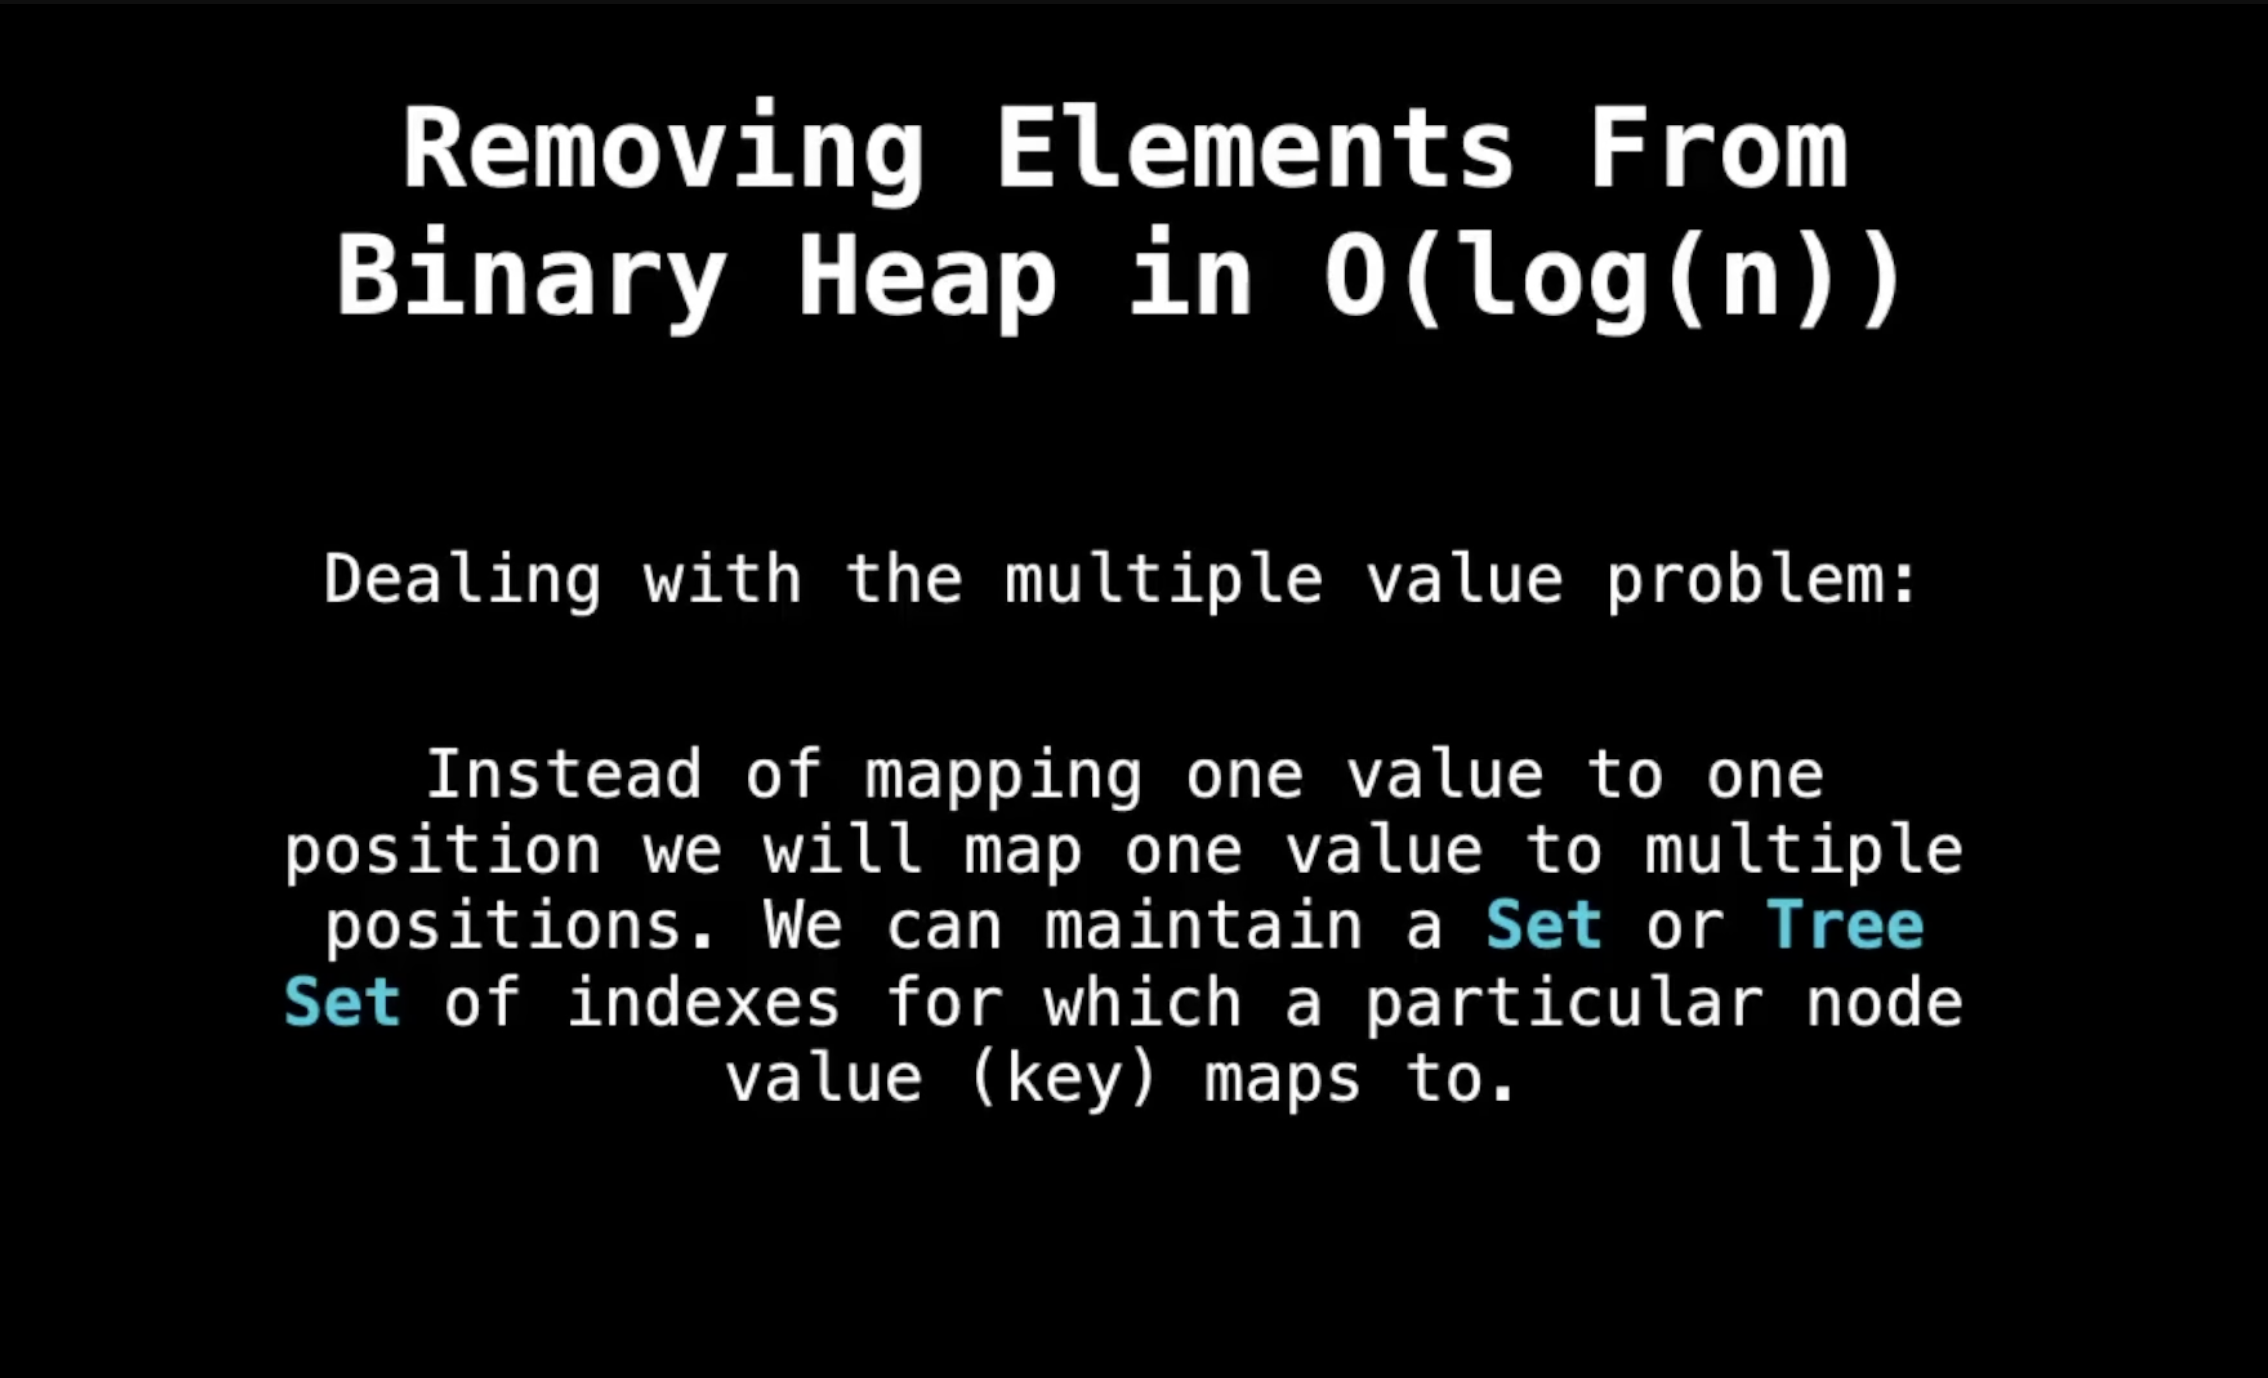 Removing Elements From
Binary Heap in O(log(n))
Dealing with the multiple value problem:
Instead of mapping one value to one
position we will map one value to multiple
positions. We can maintain a Set or Tree
Set of indexes for which a particular node
value (key) maps to.